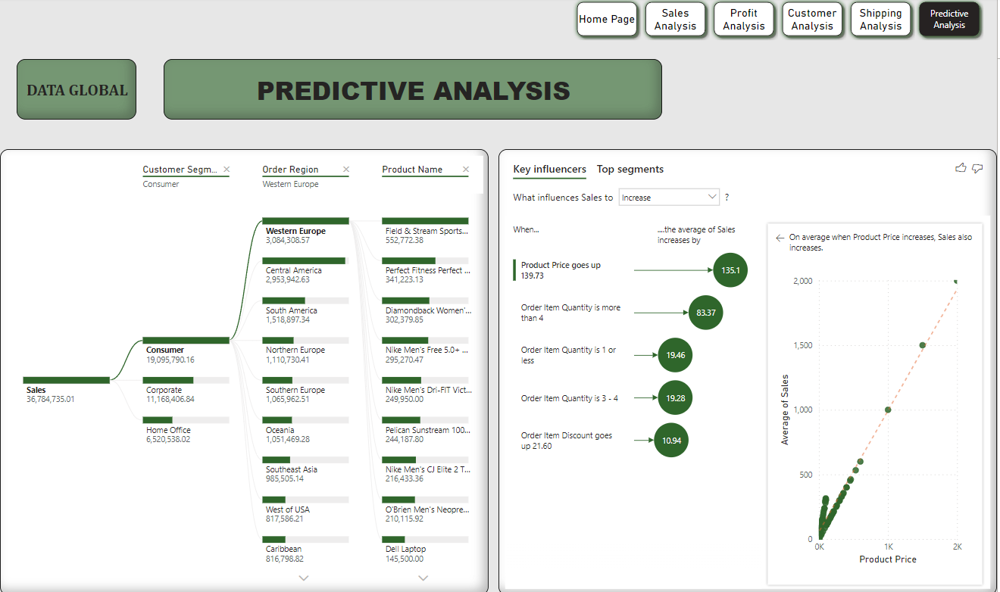 Home Page
Sales
Analysis
Profit
Analysis
Customer
Analysis
Shipping
Analysis
Predictive
Analysis
DATA GLOBAL
PREDICTIVE ANALYSIS
Customer Segm...
Consumer
Order Region
Western Europe
Product Name
Sales
36,784,735.01
Consumer
19,095,790.16
Corporate
11,168,406.84
Home Office
6,520,538.02
Western Europe
3,084,308.57
Central America
2,953,942.63
South America
1,518,897.34
Northern Europe
1,110,730.41
Southern Europe
1,065,962.51
Oceania
1,051,469.28
Southeast Asia
985,505.14
West of USA
817,586.21
Caribbean
816,798.82
Field & Stream Sports...
552,772.38
Perfect Fitness Perfect ...
341,223.13
Diamondback Women'...
302,379.85
Nike Men's Free 5.0+ ...
295,270.47
Nike Men's Dri-FIT Vict...
249,950.00
Pelican Sunstream 100...
244,187.80
Nike Men's CJ Elite 2 T...
216,433.36
O'Brien Men's Neopre...
210,115.92
Dell Laptop
145,500.00
Key influencers
Top segments
What influences Sales to Increase ?
When...
....the average of Sales
increases by
Product Price goes up
139.73
135.1
Order Item Quantity is more
than 4
83.37
Order Item Quantity is 1 or
less
19.46
Order Item Quantity is 3 - 4
19.28
Order Item Discount goes
up 21.60
10.94
On average when Product Price increases, Sales also
increases.
Average of Sales
2,000
1,500
1,000
500
0
0K
1K
2K
Product Price